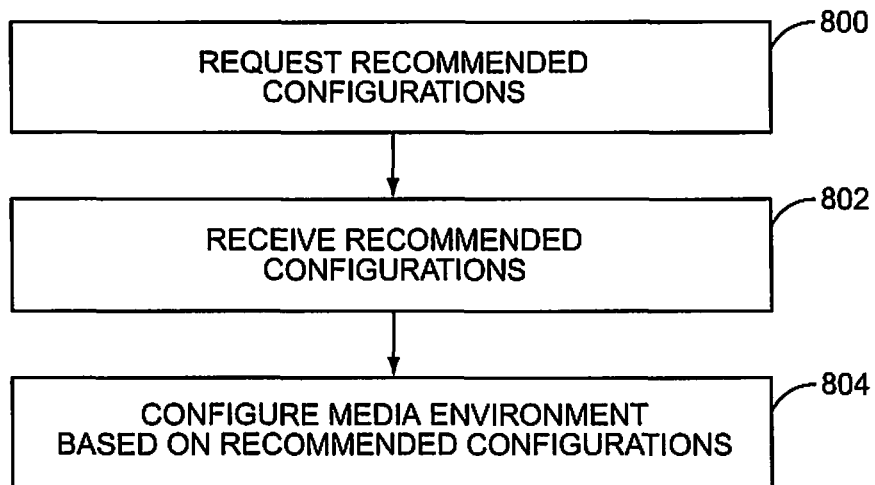 800
REQUEST RECOMMENDED
CONFIGURATIONS
802
RECEIVE RECOMMENDED
CONFIGURATIONS
804
CONFIGURE MEDIA ENVIRONMENT
BASED ON RECOMMENDED CONFIGURATIONS